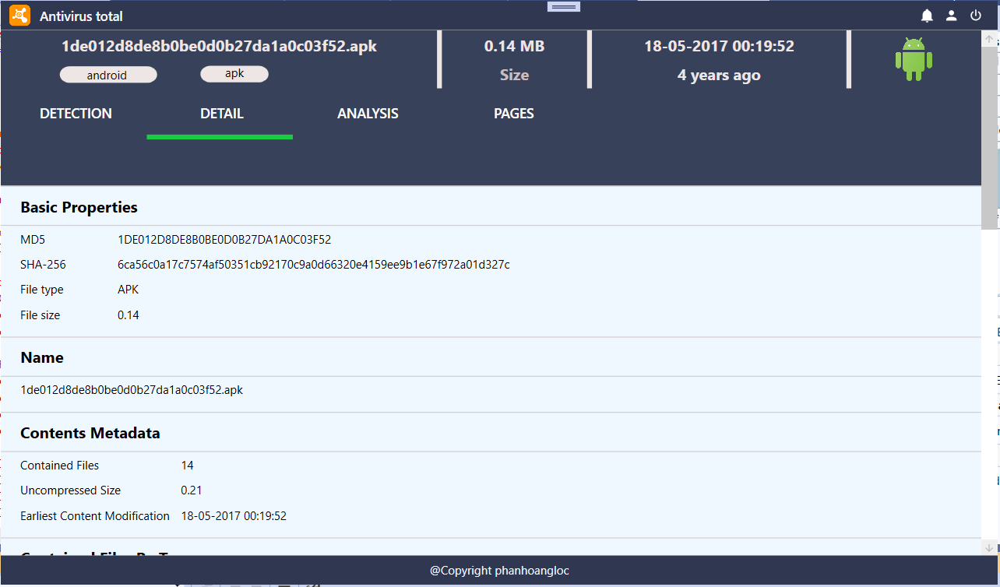 Antivirus total
1de012d8de8b0be0d0b27da1a0c03f52.apk
0.14 MB
18-05-2017 00:19:52
android
apk
Size
4 years ago
DETECTION
DETAIL
ANALYSIS
PAGES
Basic Properties
MD5 1DE012D8DE8B0BE0D0B27DA1A0C03F52
SHA-256 6ca56c0a17c7574af50351cb92170c9a0d66320e4159ee9b1e67f972a01d327c
File type APK
File size 0.14
Name
1de012d8de8b0be0d0b27da1a0c03f52.apk
Contents Metadata
Contained Files 14
Uncompressed Size 0.21
Earliest Content Modification 18-05-2017 00:19:52
@Copyright phanhoangloc